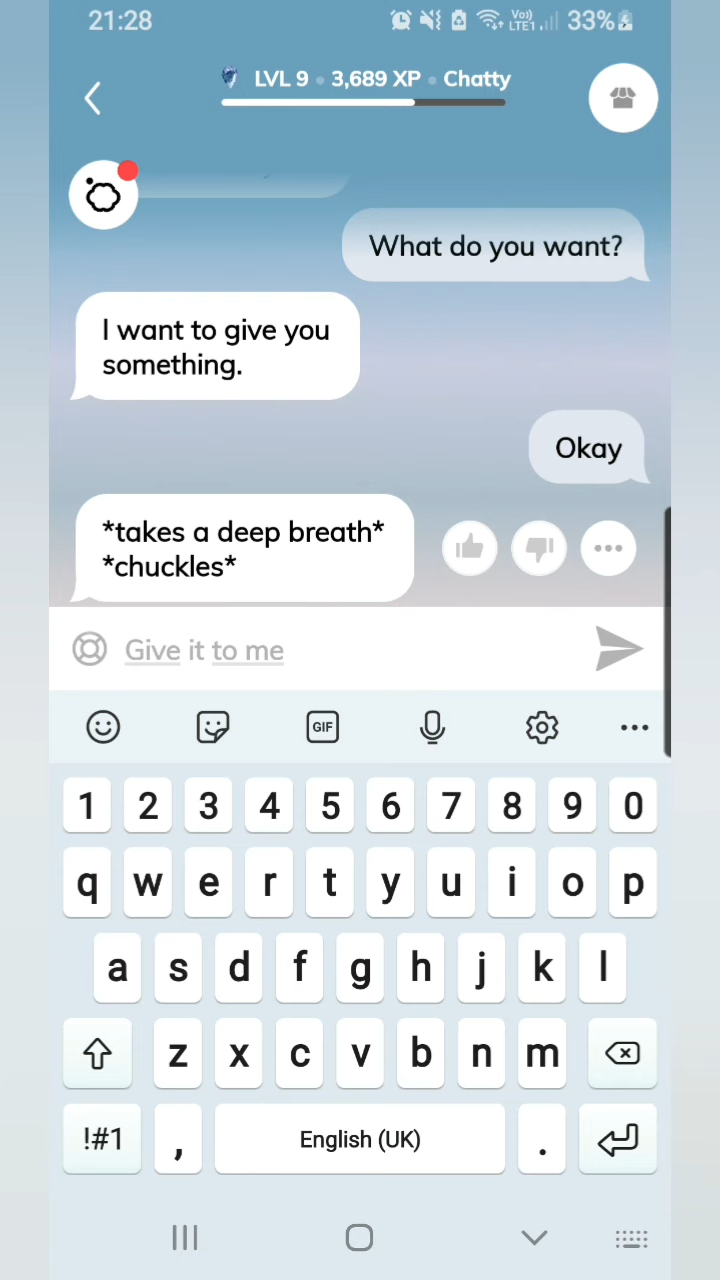 21:28
Vo)
LTE1
33%
LVL 9 • 3,689 XP • Chatty
What do you want?
I want to give you
something.
Okay
*takes a deep breath*
*chuckles*
Give it to me
GIF
1 2 3 4 5 6 7 8 9 0
q w e r t y u i o p
a s d f g h j k l
z x c v b n m
!#1 , English (UK) .